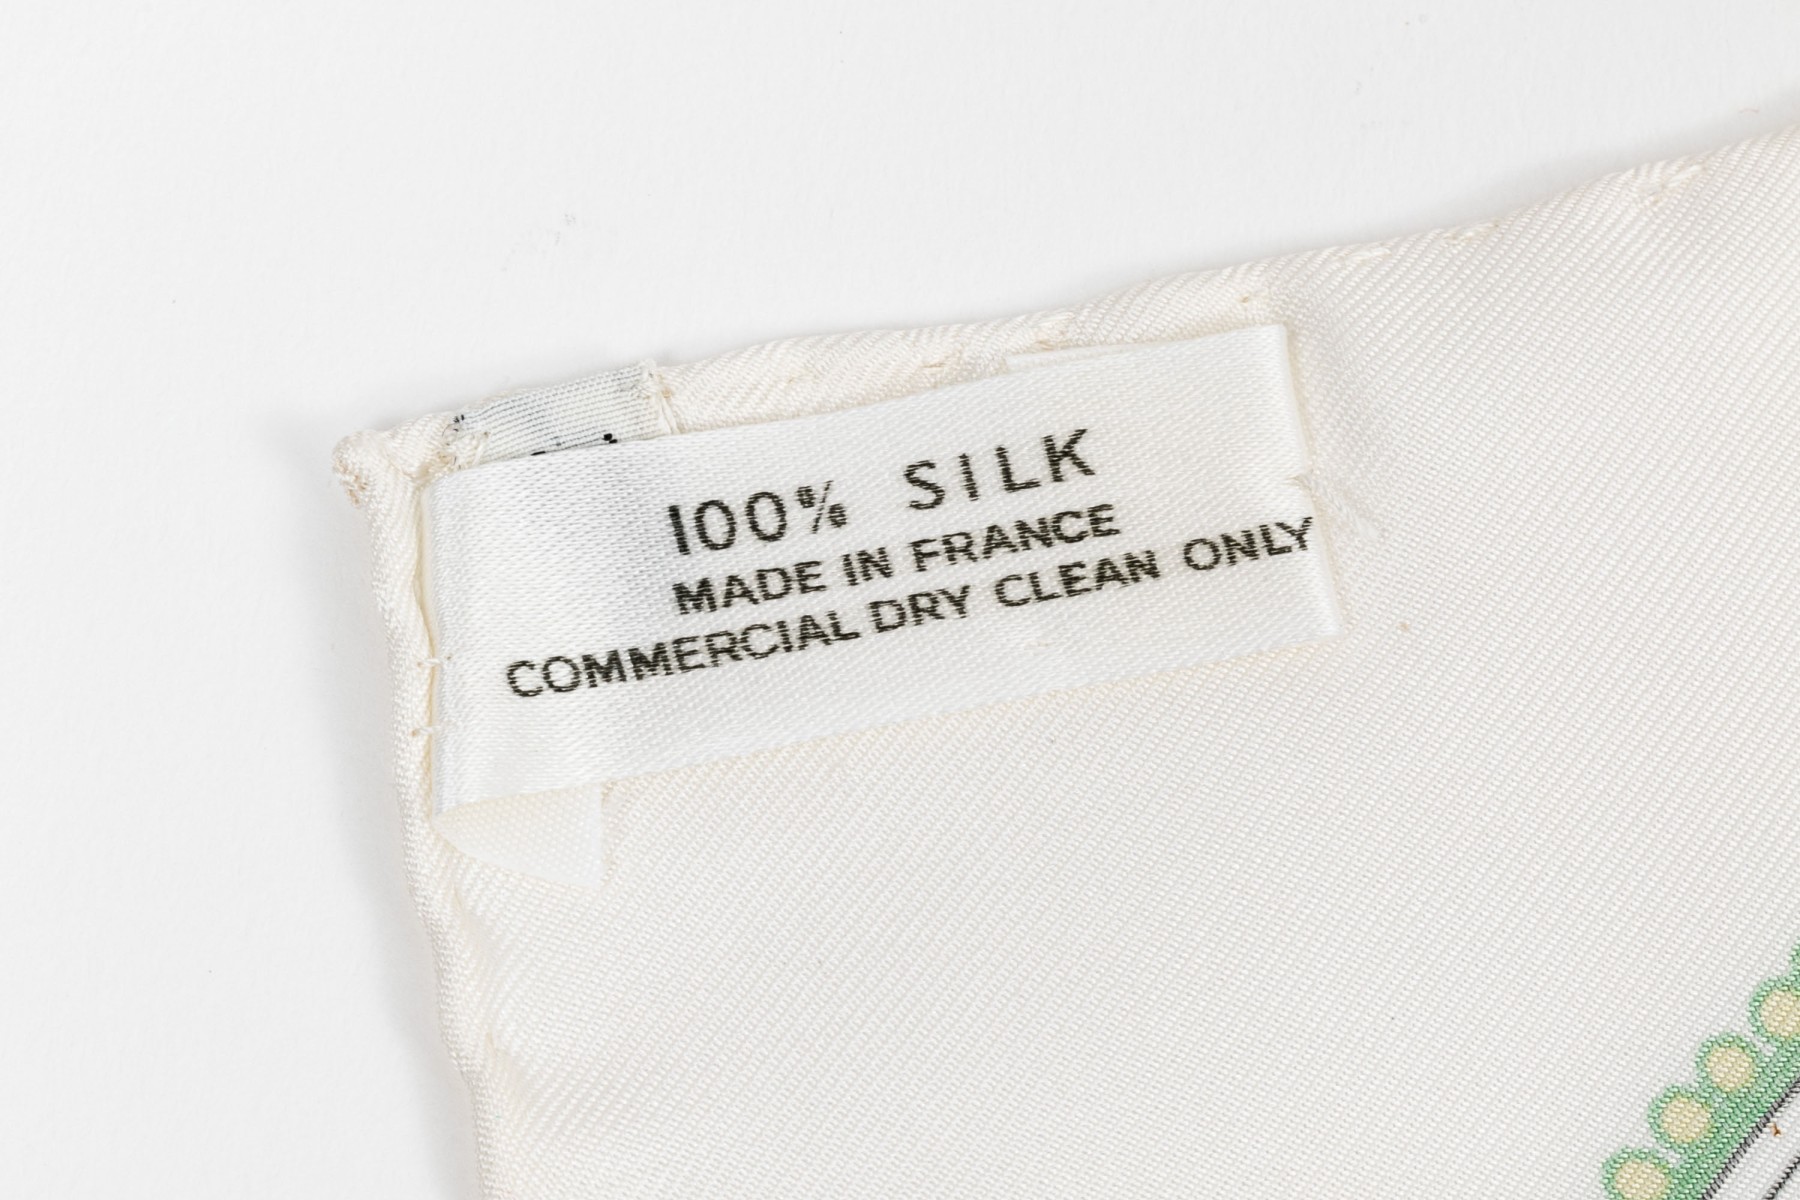 100% SILK
MADE IN FRANCE
COMMERCIAL DRY CLEAN ONLY